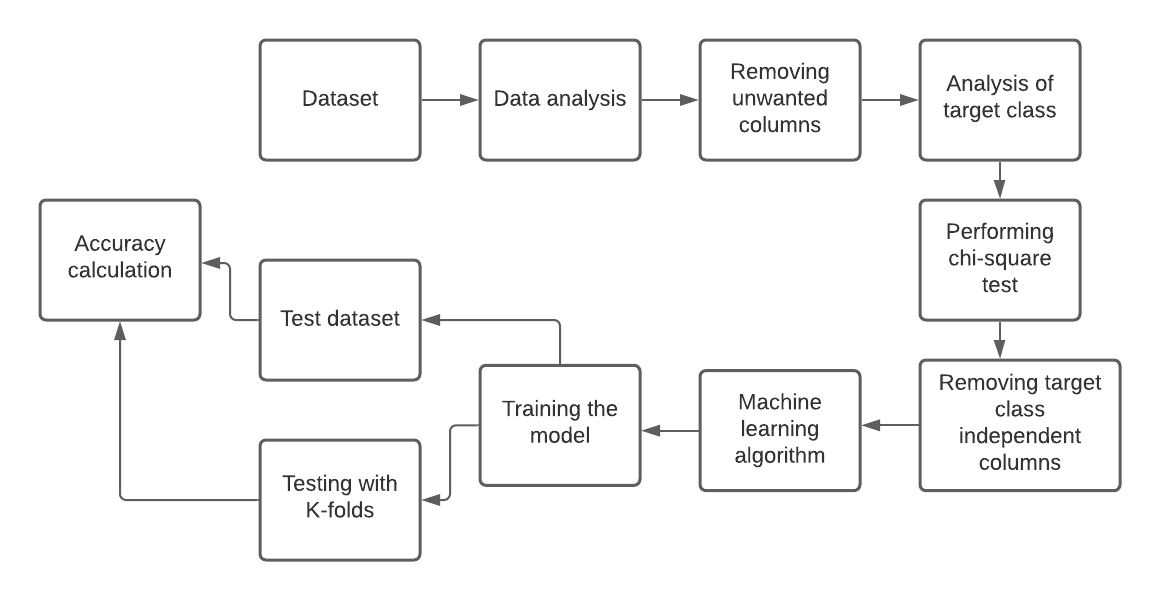 Dataset
Data analysis
Removing
unwanted
columns
Analysis of
target class
Performing
chi-square
test
Removing target
class
independent
columns
Machine
learning
algorithm
Training the
model
Test dataset
Testing with
K-folds
Accuracy
calculation